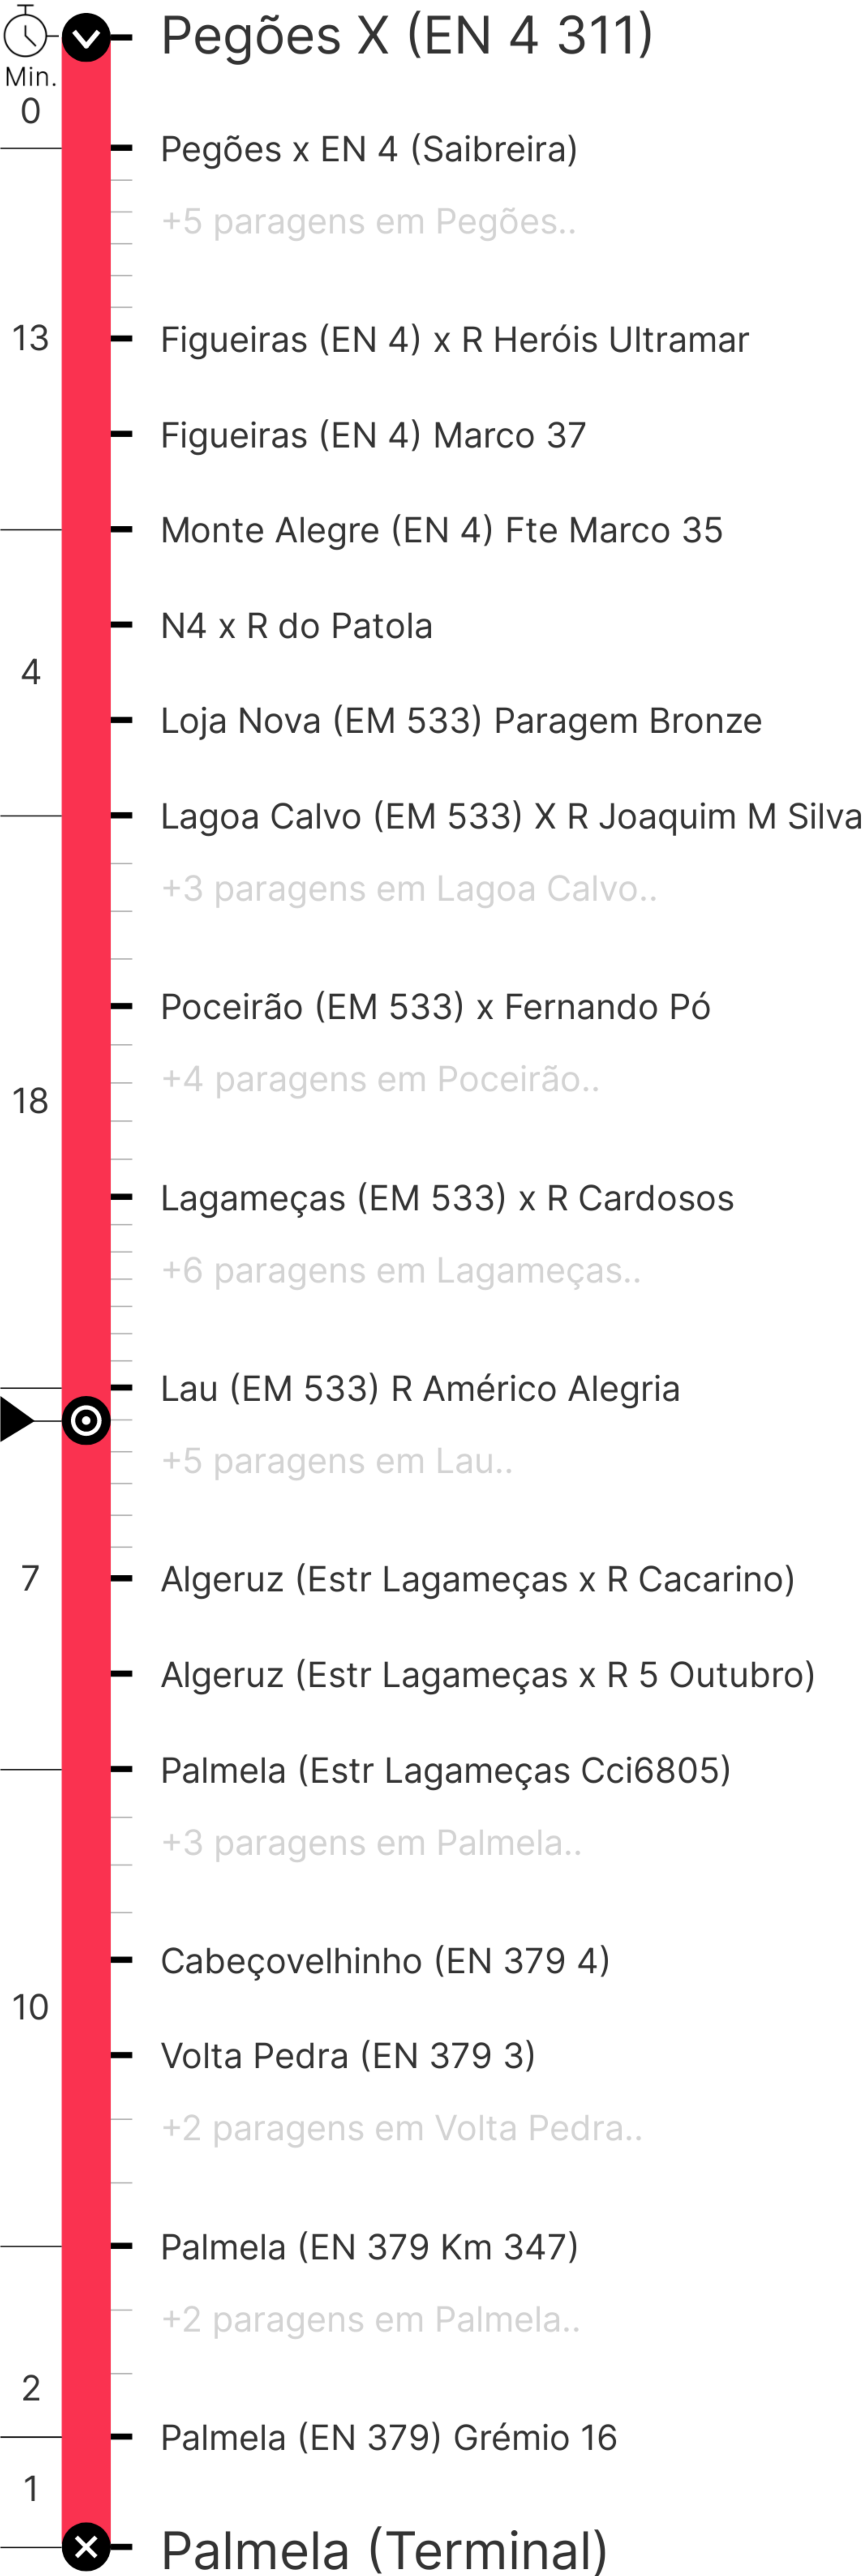 Pegões X (EN 4 311)
Min.
0
Pegões x EN 4 (Saibreira)
+5 paragens em Pegões..
13
Figueiras (EN 4) x R Heróis Ultramar
Figueiras (EN 4) Marco 37
Monte Alegre (EN 4) Fte Marco 35
N4 x R do Patola
4
Loja Nova (EM 533) Paragem Bronze
Lagoa Calvo (EM 533) X R Joaquim M Silva
+3 paragens em Lagoa Calvo..
Poceirão (EM 533) x Fernando Pó
+4 paragens em Poceirão..
18
Lagameças (EM 533) x R Cardosos
+6 paragens em Lagameças..
Lau (EM 533) R Américo Alegria
+5 paragens em Lau..
7
Algeruz (Estr Lagameças x R Cacarino)
Algeruz (Estr Lagameças x R 5 Outubro)
Palmela (Estr Lagameças Cci6805)
+3 paragens em Palmela..
Cabeçovelhinho (EN 379 4)
10
Volta Pedra (EN 379 3)
+2 paragens em Volta Pedra..
Palmela (EN 379 Km 347)
+2 paragens em Palmela..
2
Palmela (EN 379) Grémio 16
1
Palmela (Terminal)